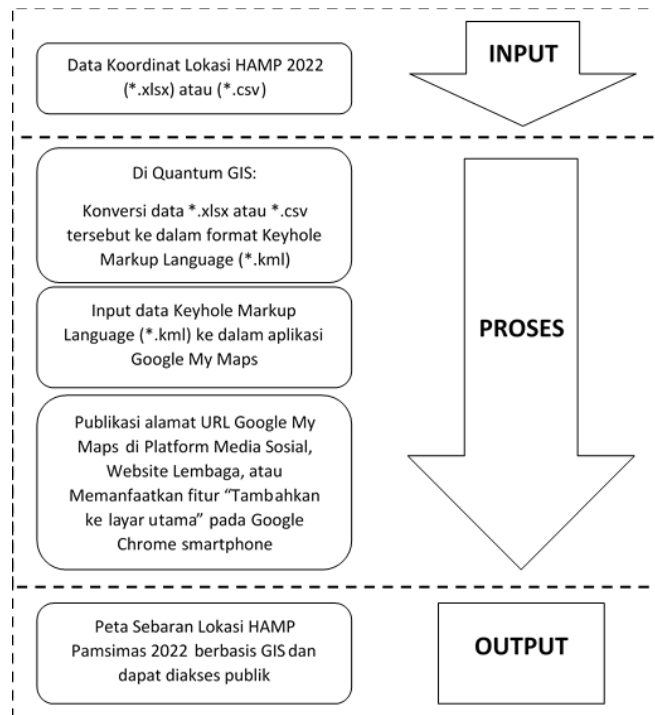 Data Koordinat Lokasi HAMP 2022
(*.xlsx) atau (*.csv)
INPUT
Di Quantum GIS:
Konversi data *.xlsx atau *.csv
tersebut ke dalam format Keyhole
Markup Language (*.kml)
Input data Keyhole Markup
Language (*.kml) ke dalam aplikasi
Google My Maps
Publikasi alamat URL Google My
Maps di Platform Media Sosial,
Website Lembaga, atau
Memanfaatkan fitur “Tambahkan
ke layar utama” pada Google
Chrome smartphone
PROSES
Peta Sebaran Lokasi HAMP
Pamsimas 2022 berbasis GIS dan
dapat diakses publik
OUTPUT